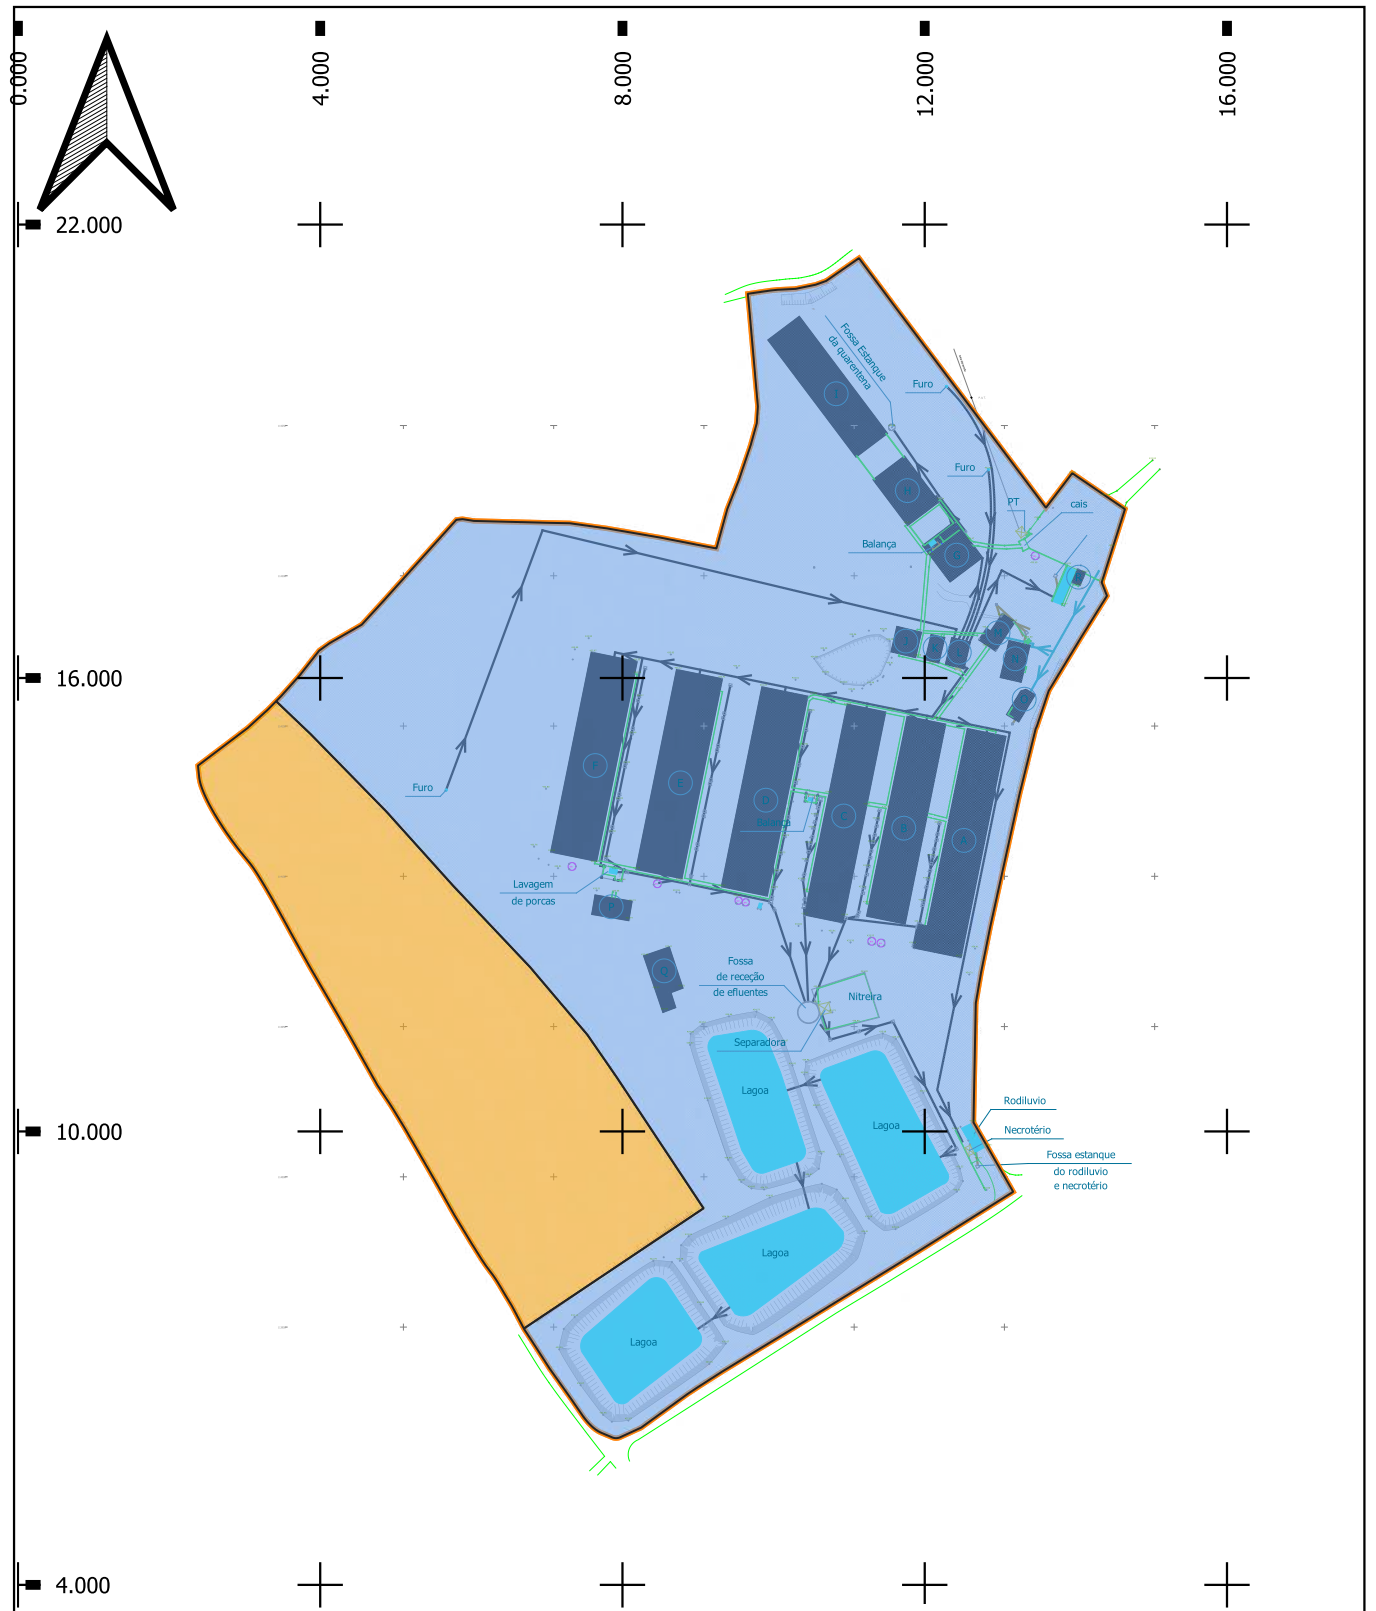 0.000
4.000
8.000
12.000
16.000
22.000
Fossa Estanque
da quarentena
Furo
I
Furo
H
PT
cais
Balança
G
J
K
L
M
N
16.000
F
E
D
Furo
Balança
C
B
A
Lavagem
de porcas
P
Q
Fossa
de receção
de efluentes
Nitreira
Separadora
Lagoa
Lagoa
Rodiluvio
10.000
Necrotério
Fossa estanque
do rodiluvio
e necrotério
Lagoa
Lagoa
4.000